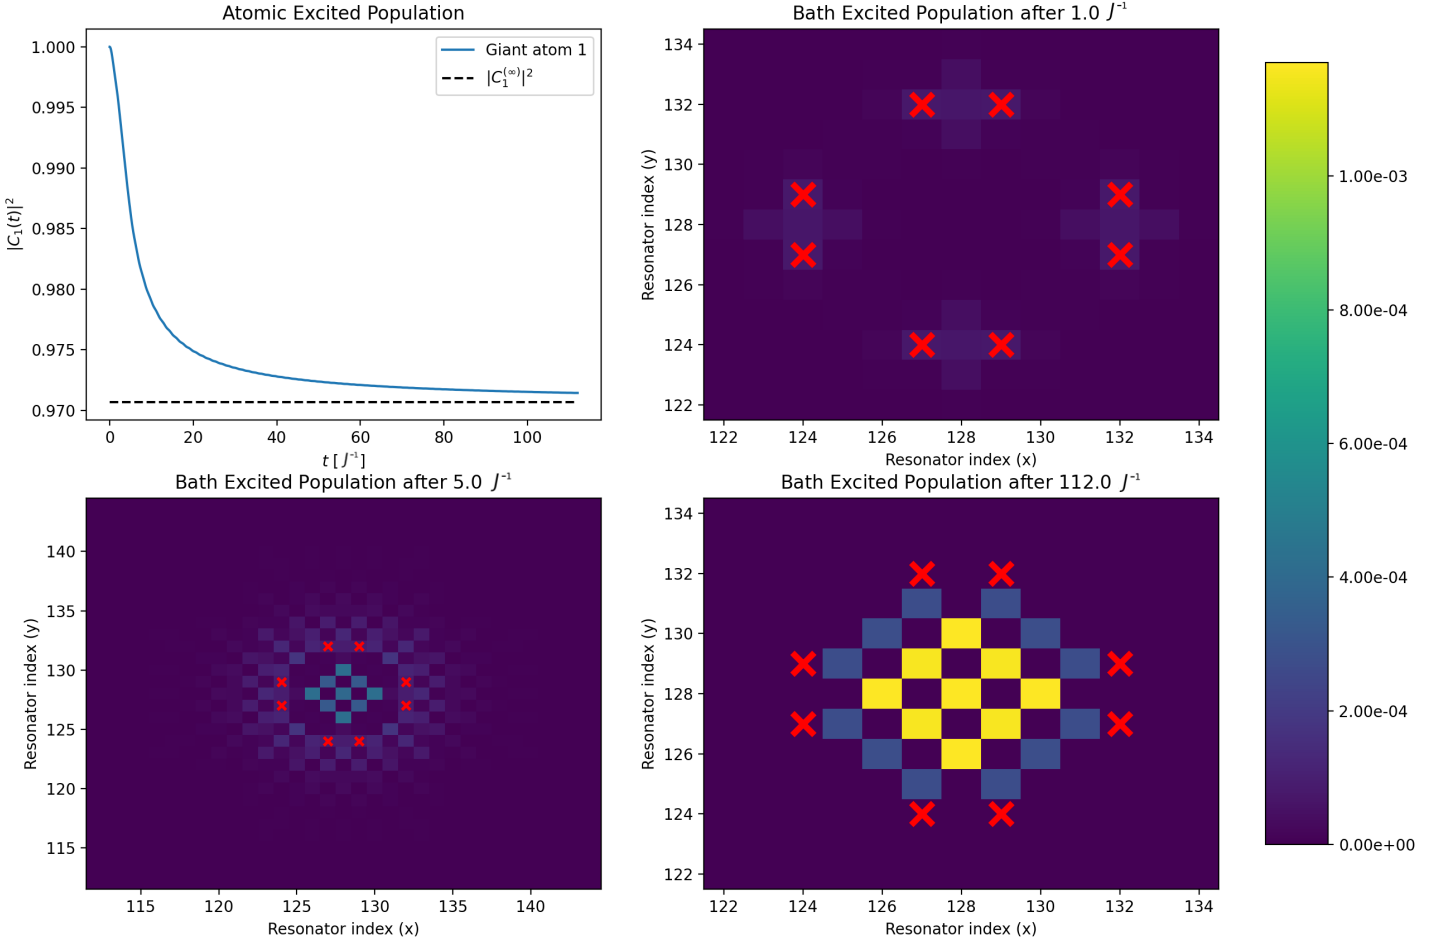 Atomic Excited Population
1.000
0.995
0.990
0.985
0.980
0.975
0.970
|C₁(t)|²
Giant atom 1
|C₁^(∞)|²
0 20 40 60 80 100
t [ J⁻¹]
Bath Excited Population after 1.0 J⁻¹
134
132
130
128
126
124
122
Resonator index (y)
122 124 126 128 130 132 134
Resonator index (x)
Bath Excited Population after 5.0 J⁻¹
140
135
130
125
120
115
Resonator index (y)
115 120 125 130 135 140
Resonator index (x)
Bath Excited Population after 112.0 J⁻¹
134
132
130
128
126
124
122
Resonator index (y)
122 124 126 128 130 132 134
Resonator index (x)
1.00e-03
8.00e-04
6.00e-04
4.00e-04
2.00e-04
0.00e+00